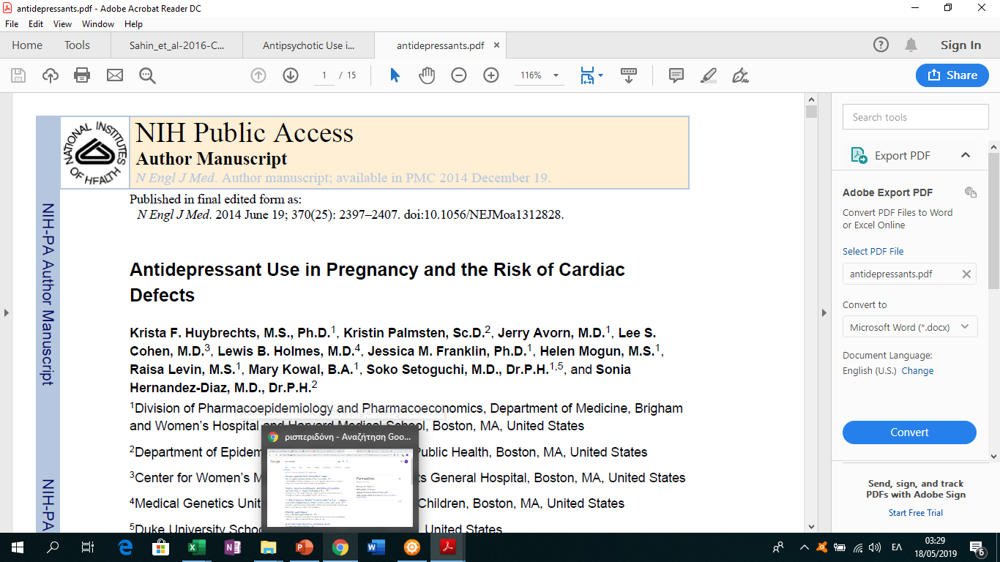 antidepressants.pdf - Adobe Acrobat Reader DC
File Edit View Window Help
Home Tools Sahin_et_al-2016-C... Antipsychotic Use i... antidepressants.pdf Sign In
1 / 15 116% Share
NATIONAL INSTITUTES OF HEALTH
NIH Public Access
Author Manuscript
N Engl J Med. Author manuscript; available in PMC 2014 December 19.
NIH-PA Author Manuscript
NIH-PA
Published in final edited form as:
N Engl J Med. 2014 June 19; 370(25): 2397–2407. doi:10.1056/NEJMoa1312828.
Antidepressant Use in Pregnancy and the Risk of Cardiac
Defects
Krista F. Huybrechts, M.S., Ph.D.1, Kristin Palmsten, Sc.D.2, Jerry Avorn, M.D.1, Lee S.
Cohen, M.D.3, Lewis B. Holmes, M.D.4, Jessica M. Franklin, Ph.D.1, Helen Mogun, M.S.1,
Raisa Levin, M.S.1, Mary Kowal, B.A.1, Soko Setoguchi, M.D., Dr.P.H.1,5, and Sonia
Hernandez-Diaz, M.D., Dr.P.H.2
1Division of Pharmacoepidemiology and Pharmacoeconomics, Department of Medicine, Brigham
and Women's Hospital and Harvard Medical School, Boston, MA, United States
2Department of Epidem Public Health, Boston, MA, United States
3Center for Women's M ts General Hospital, Boston, MA, United States
4Medical Genetics Unit Children, Boston, MA, United States
5Duke University Schoo United States
ρισπεριδόνη - Αναζήτηση Goo...
Search tools
Export PDF
Adobe Export PDF
Convert PDF Files to Word
or Excel Online
Select PDF File
antidepressants.pdf
Convert to
Microsoft Word (*.docx)
Document Language:
English (U.S.) Change
Convert
Send, sign, and track
PDFs with Adobe Sign
Start Free Trial
ΕΛ
03:29
18/05/2019
6